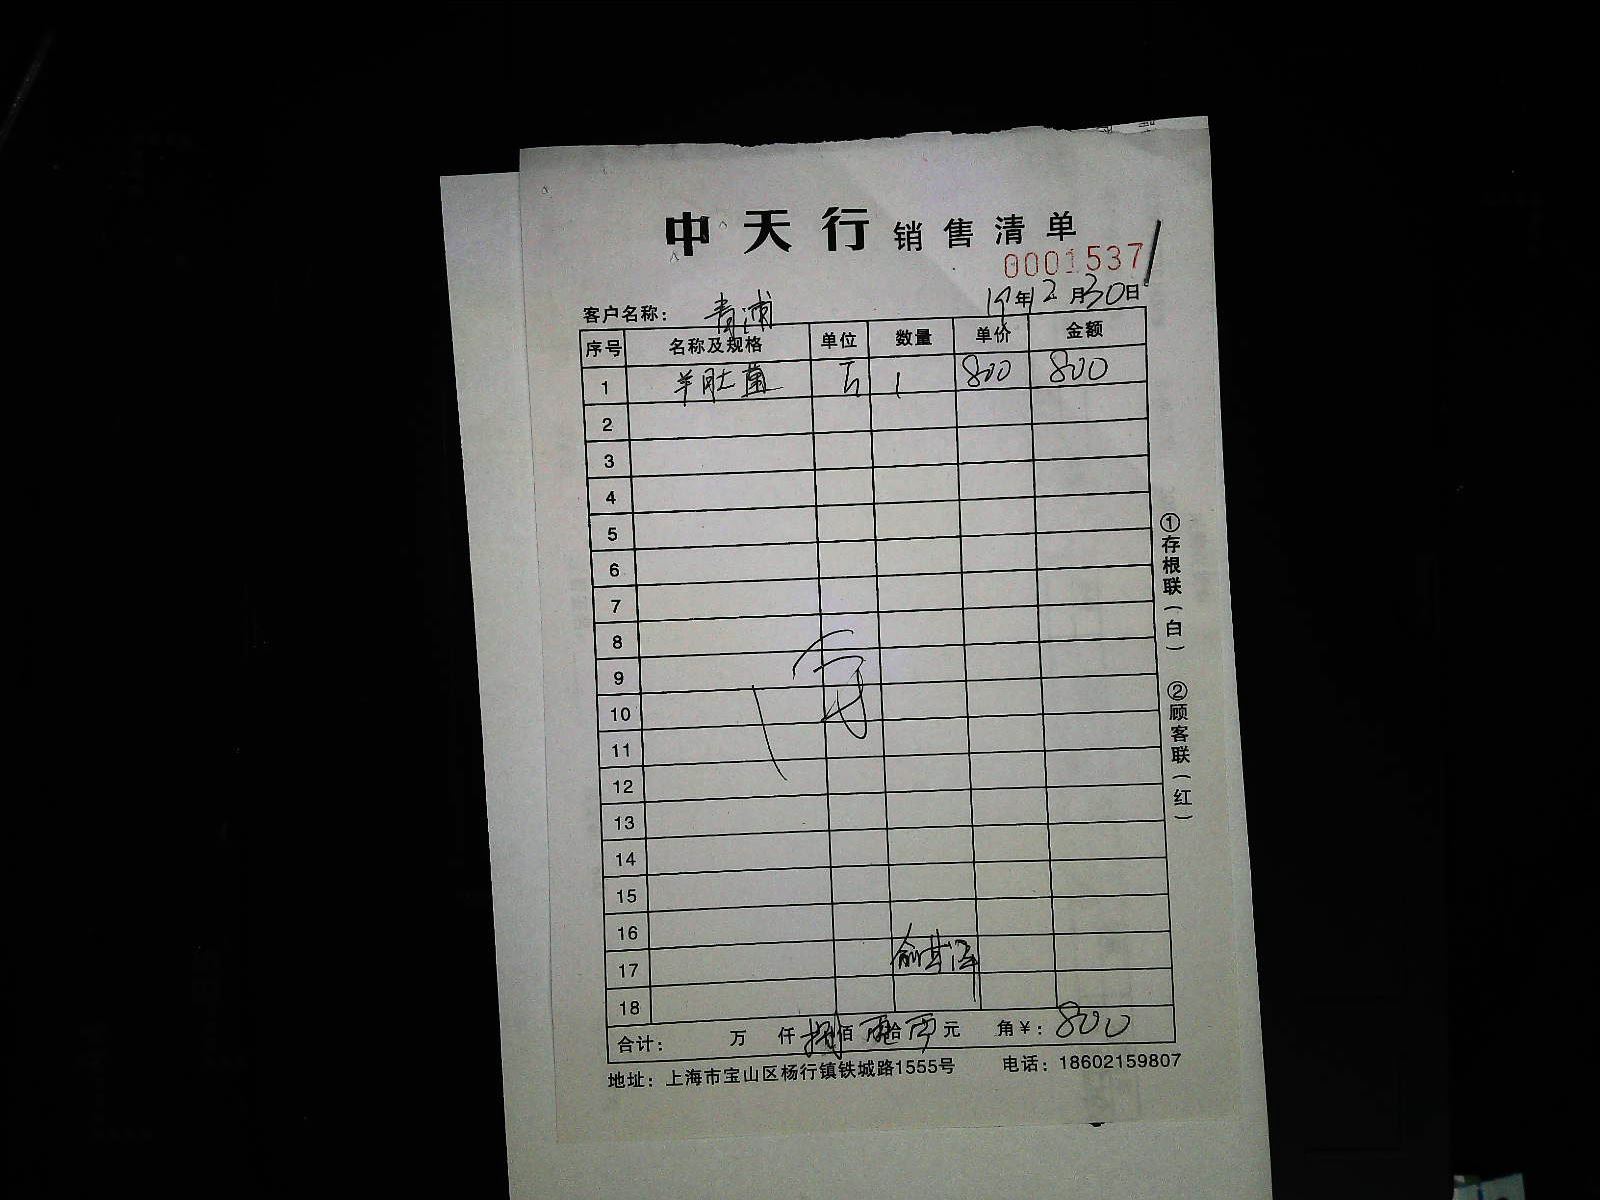 中天行销售清单
0001537
客户名称： 青浦 19年12月30日
序号 名称及规格 单位 数量 单价 金额
1 羊肚菌 1 800 800
2
3
4
5
6
7
8
9
10
11
12
13
14
15
16
17
18
合计： 万 仟 捌佰 零拾 零元 角￥：800
地址：上海市宝山区杨行镇铁城路1555号 电话：18602159807
①存根联（白） ②顾客联（红）